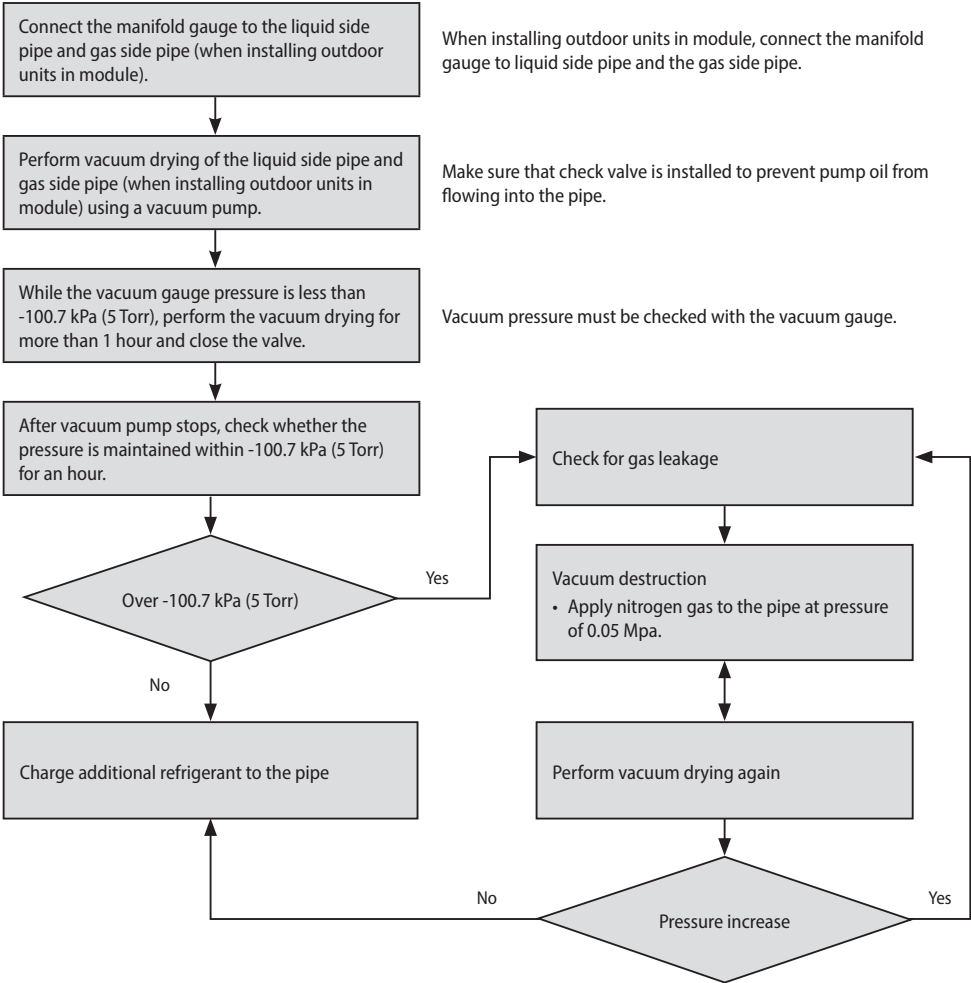 Connect the manifold gauge to the liquid side
pipe and gas side pipe (when installing outdoor
units in module).
When installing outdoor units in module, connect the manifold
gauge to liquid side pipe and the gas side pipe.
Perform vacuum drying of the liquid side pipe and
gas side pipe (when installing outdoor units in
module) using a vacuum pump.
Make sure that check valve is installed to prevent pump oil from
flowing into the pipe.
While the vacuum gauge pressure is less than
-100.7 kPa (5 Torr), perform the vacuum drying for
more than 1 hour and close the valve.
Vacuum pressure must be checked with the vacuum gauge.
After vacuum pump stops, check whether the
pressure is maintained within -100.7 kPa (5 Torr)
for an hour.
Over -100.7 kPa (5 Torr)
Yes
No
Charge additional refrigerant to the pipe
Check for gas leakage
Vacuum destruction
• Apply nitrogen gas to the pipe at pressure
of 0.05 Mpa.
Perform vacuum drying again
Pressure increase
No
Yes